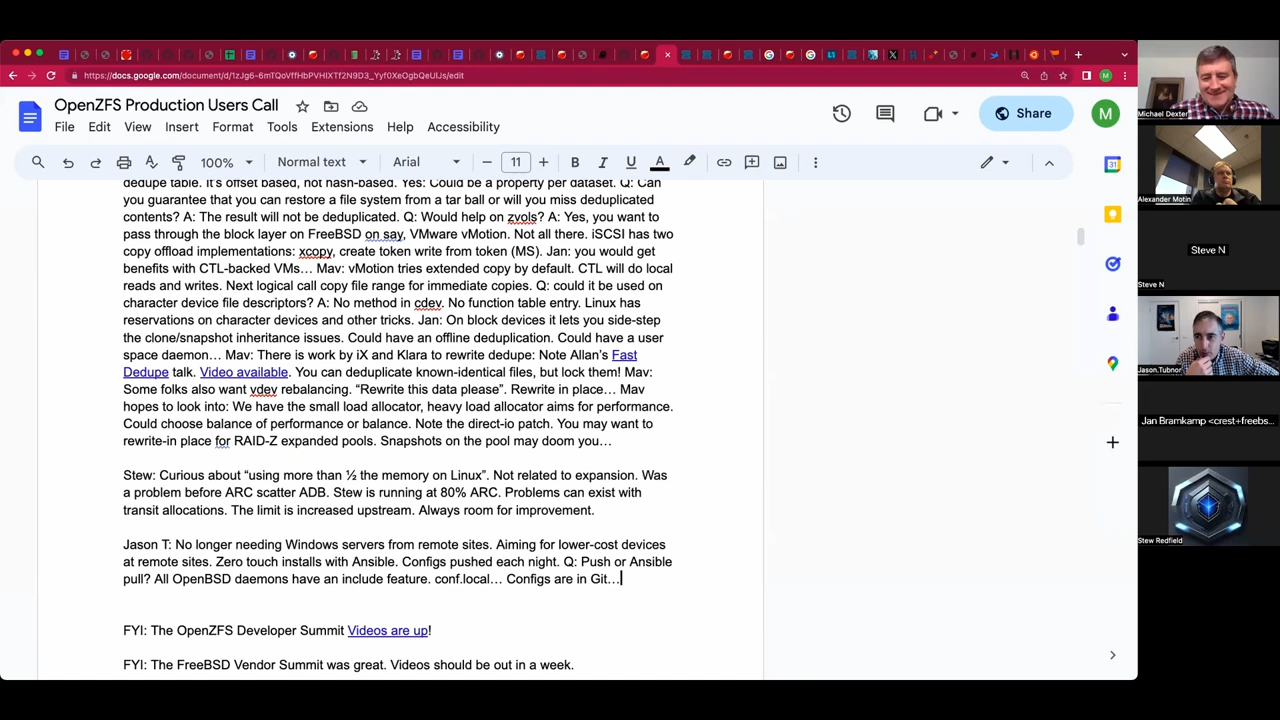 https://docs.google.com/document/d/1zJg6-6mTQoVffHbPVHIXTf2N9D3_Yyf0XeOgbQeUlJs/edit
OpenZFS Production Users Call
File Edit View Insert Format Tools Extensions Help Accessibility
Share
M
100% Normal text Arial 11
dedupe table. It's offset based, not hash-based. Yes: Could be a property per dataset. Q: Can
you guarantee that you can restore a file system from a tar ball or will you miss deduplicated
contents? A: The result will not be deduplicated. Q: Would help on zvols? A: Yes, you want to
pass through the block layer on FreeBSD on say, VMware vMotion. Not all there. iSCSI has two
copy offload implementations: xcopy, create token write from token (MS). Jan: you would get
benefits with CTL-backed VMs… Mav: vMotion tries extended copy by default. CTL will do local
reads and writes. Next logical call copy file range for immediate copies. Q: could it be used on
character device file descriptors? A: No method in cdev. No function table entry. Linux has
reservations on character devices and other tricks. Jan: On block devices it lets you side-step
the clone/snapshot inheritance issues. Could have an offline deduplication. Could have a user
space daemon… Mav: There is work by iX and Klara to rewrite dedupe: Note Allan's Fast
Dedupe talk. Video available. You can deduplicate known-identical files, but lock them! Mav:
Some folks also want vdev rebalancing. "Rewrite this data please". Rewrite in place… Mav
hopes to look into: We have the small load allocator, heavy load allocator aims for performance.
Could choose balance of performance or balance. Note the direct-io patch. You may want to
rewrite-in place for RAID-Z expanded pools. Snapshots on the pool may doom you…
Stew: Curious about "using more than ½ the memory on Linux". Not related to expansion. Was
a problem before ARC scatter ADB. Stew is running at 80% ARC. Problems can exist with
transit allocations. The limit is increased upstream. Always room for improvement.
Jason T: No longer needing Windows servers from remote sites. Aiming for lower-cost devices
at remote sites. Zero touch installs with Ansible. Configs pushed each night. Q: Push or Ansible
pull? All OpenBSD daemons have an include feature. conf.local… Configs are in Git…
FYI: The OpenZFS Developer Summit Videos are up!
FYI: The FreeBSD Vendor Summit was great. Videos should be out in a week.
Michael Dexter
Alexander Motin
Steve N
Steve N
Jason.Tubnor
Jan Bramkamp <crest+freebs...
Stew Redfield